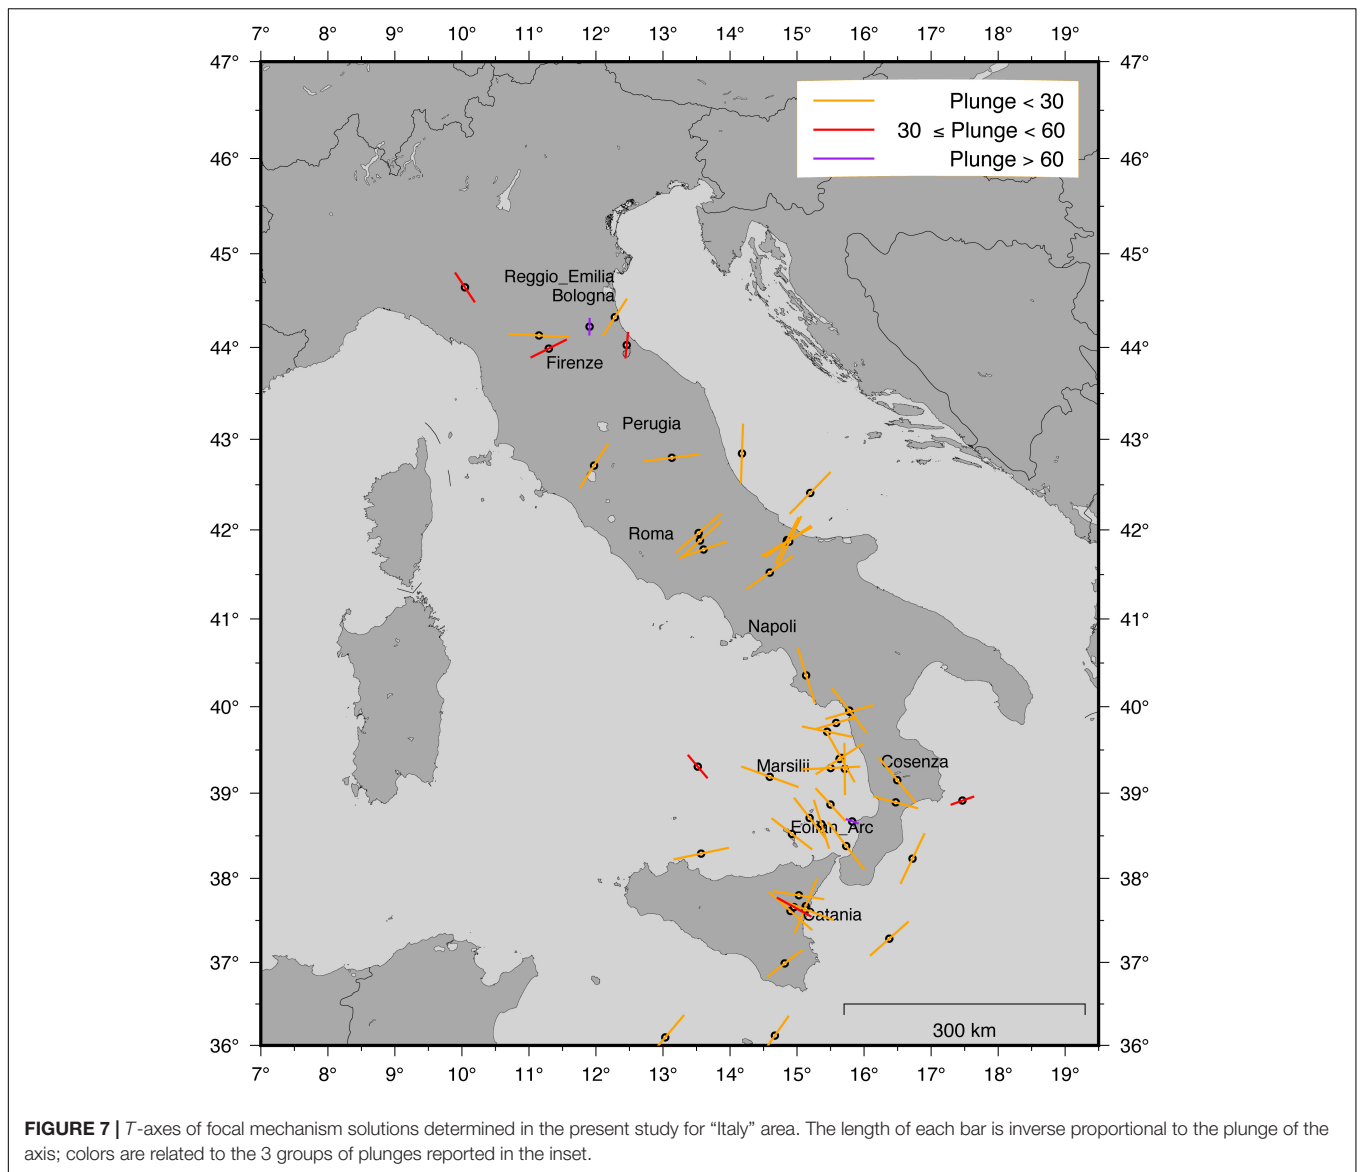 7° 8° 9° 10° 11° 12° 13° 14° 15° 16° 17° 18° 19°
47° 47°
Plunge < 30
30 ≤ Plunge < 60
Plunge > 60
46° 46°
45° 45°
Reggio_Emilia
Bologna
44° 44°
Firenze
43° 43°
Perugia
42° 42°
Roma
41° 41°
Napoli
40° 40°
Marsilii
Cosenza
39° 39°
Eolian_Arc
38° 38°
Catania
37° 37°
300 km
36° 36°
7° 8° 9° 10° 11° 12° 13° 14° 15° 16° 17° 18° 19°
FIGURE 7 | T-axes of focal mechanism solutions determined in the present study for “Italy” area. The length of each bar is inverse proportional to the plunge of the
axis; colors are related to the 3 groups of plunges reported in the inset.